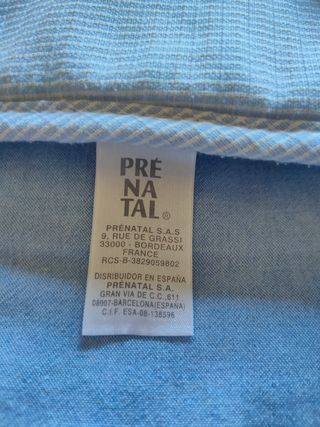 PRÉ
NA
TAL®
PRÉNATAL S.A.S
9, RUE DE GRASSI
33000 - BORDEAUX
FRANCE
RCS-B-3829059802
DISRIBUIDOR EN ESPAÑA
PRÉNATAL S.A.
GRAN VIA DE C.C.,611
08007-BARCELONA(ESPAÑA)
C.I.F. ESA-08-138596